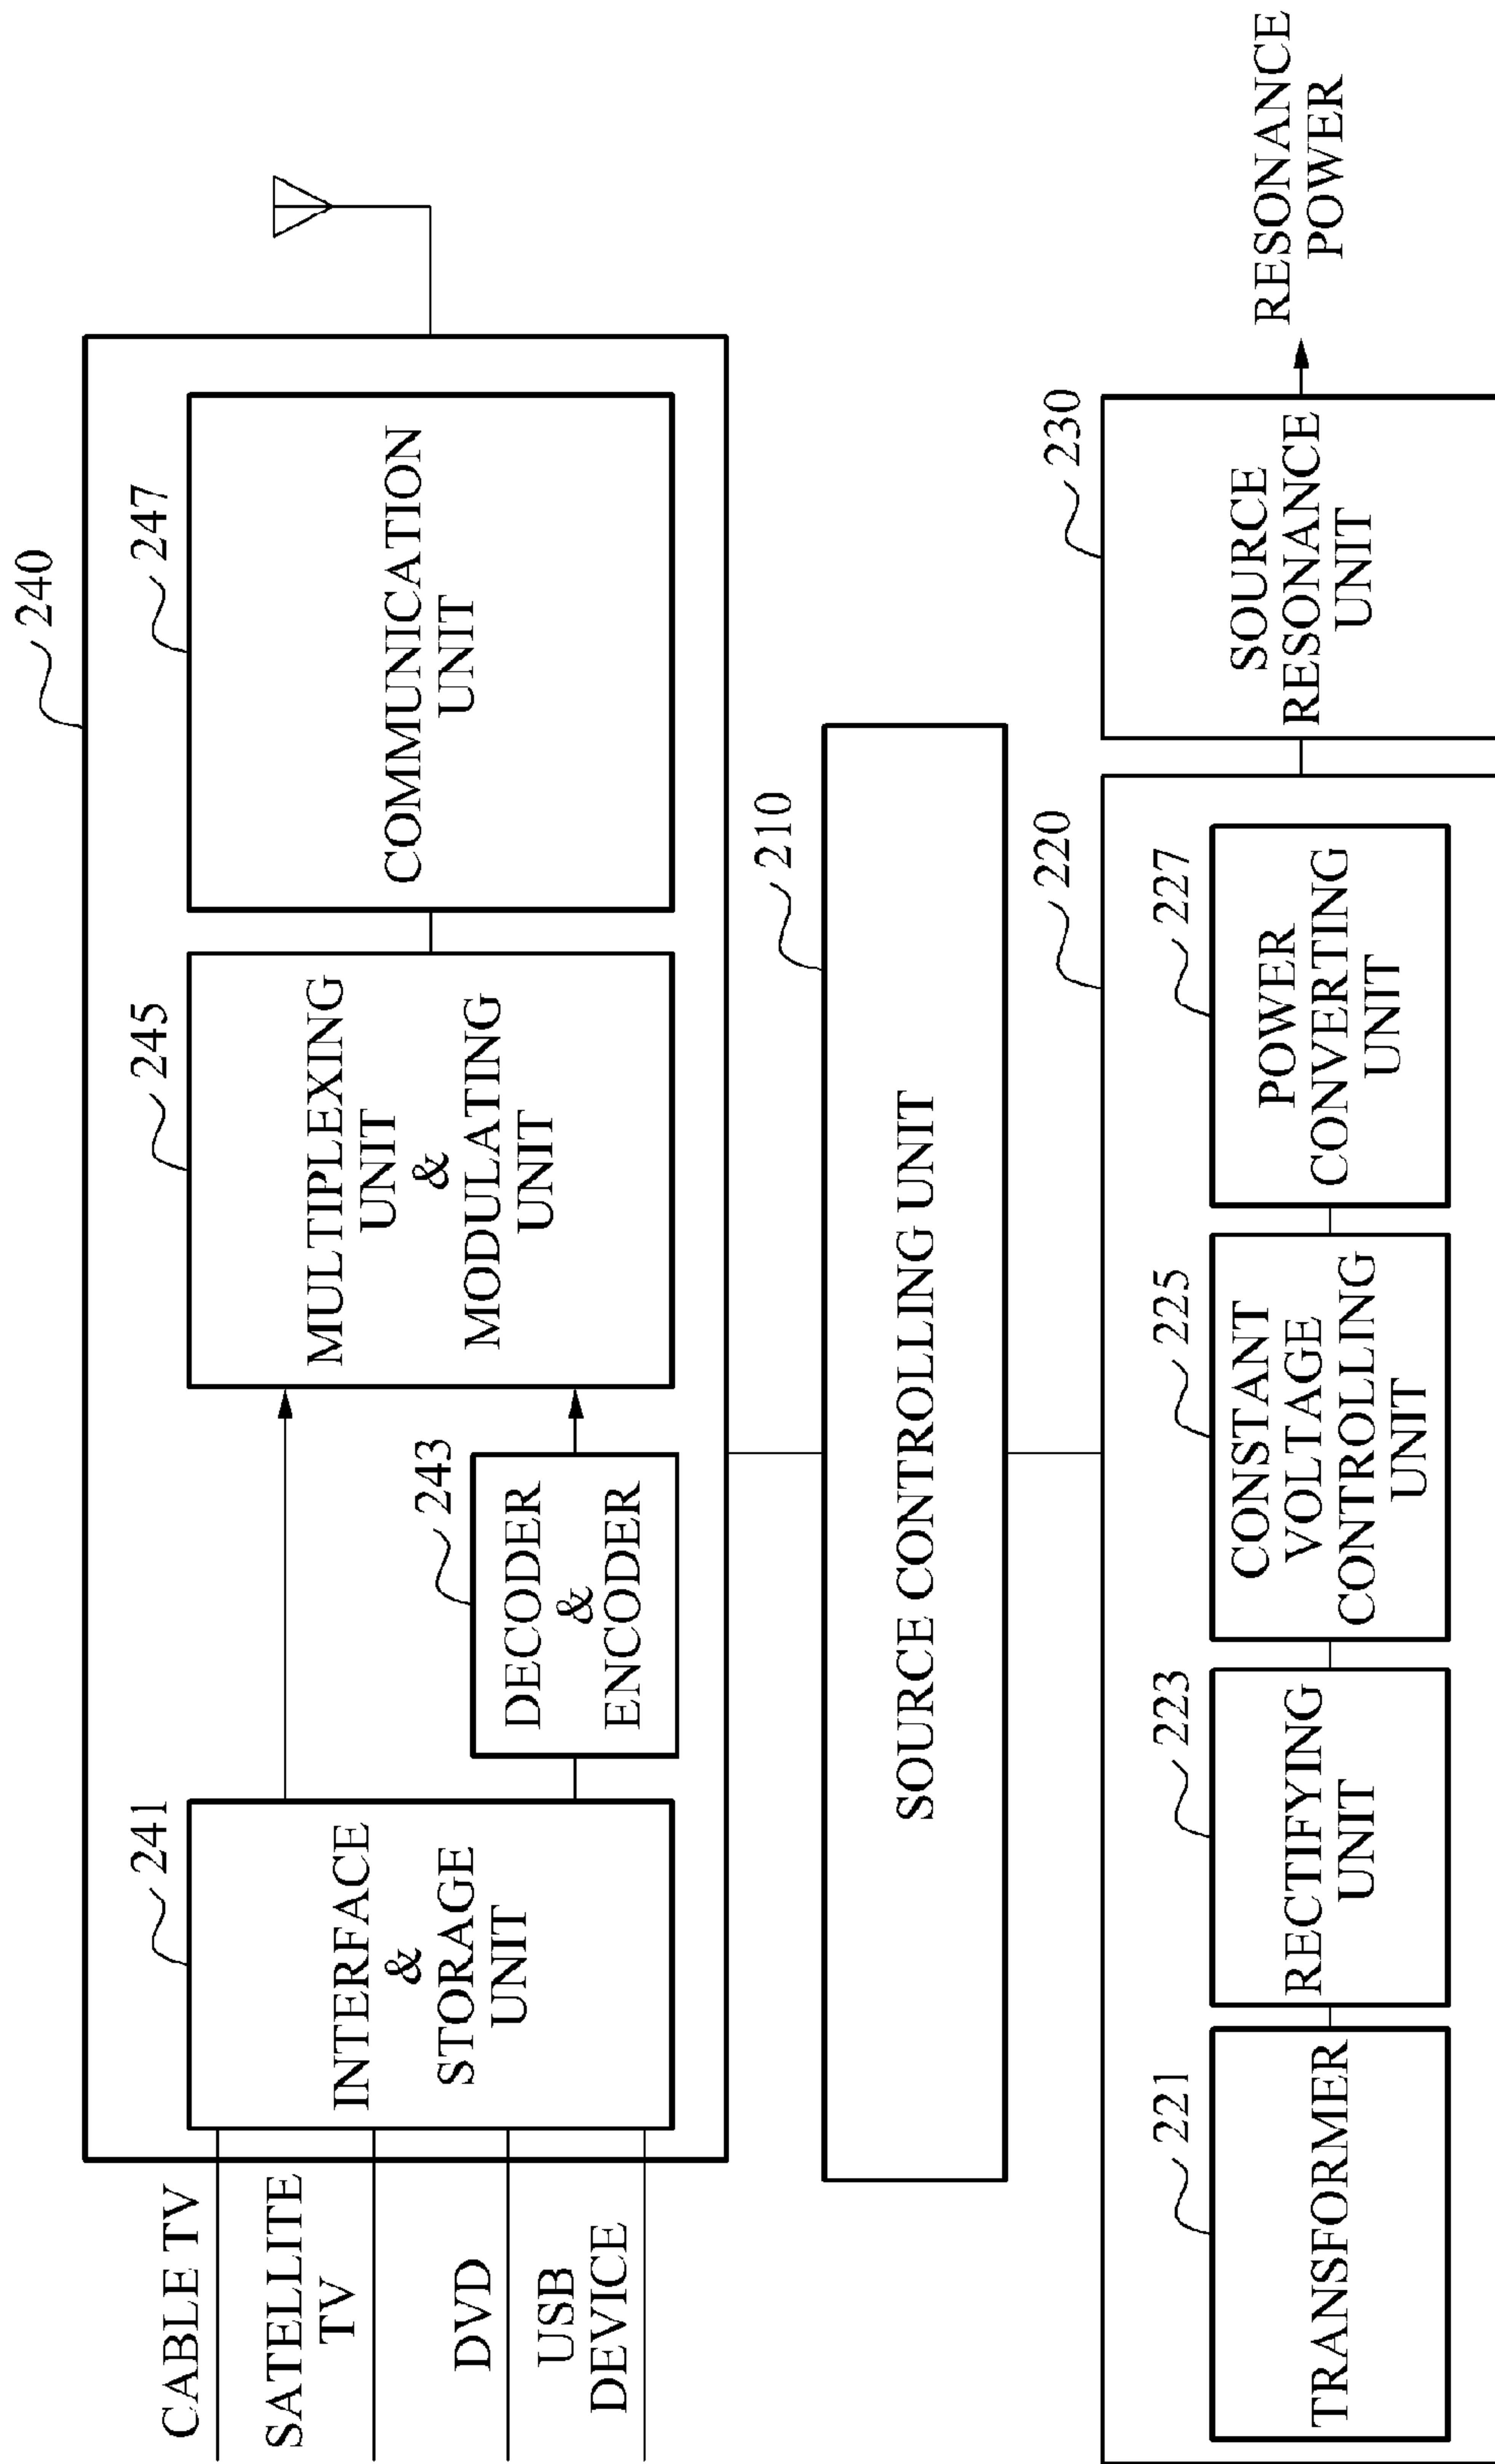 240
CABLE TV
SATELLITE
TV
DVD
USB
DEVICE
241
INTERFACE
&
STORAGE
UNIT
243
DECODER
&
ENCODER
245
MULTIPLEXING
UNIT
&
MODULATING
UNIT
247
COMMUNICATION
UNIT
210
SOURCE CONTROLLING UNIT
220
221
TRANSFORMER
223
RECTIFYING
UNIT
225
CONSTANT
VOLTAGE
CONTROLLING
UNIT
227
POWER
CONVERTING
UNIT
230
SOURCE
RESONANCE
UNIT
RESONANCE
POWER